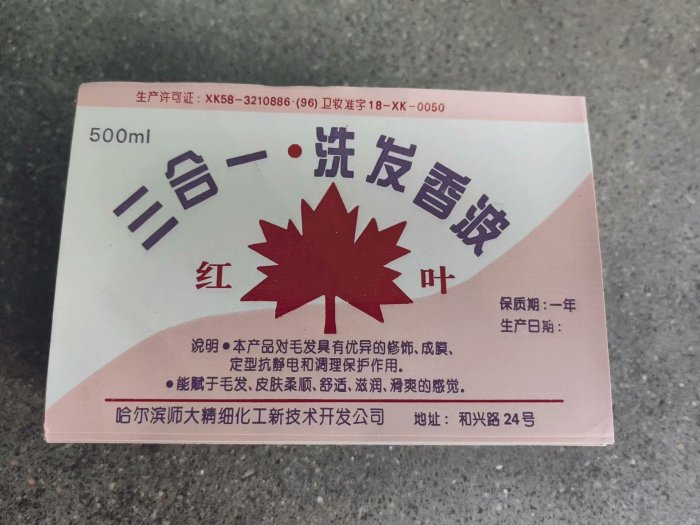 生产许可证：XK58-3210886·(96)卫妆准字18-XK-0050
500ml
三合一·洗发香波
红叶
保质期：一年
生产日期：
说明●本产品对毛发具有优异的修饰、成膜、
定型抗静电和调理保护作用。
●能赋于毛发、皮肤柔顺、舒适、滋润、滑爽的感觉。
哈尔滨师大精细化工新技术开发公司 地址：和兴路24号